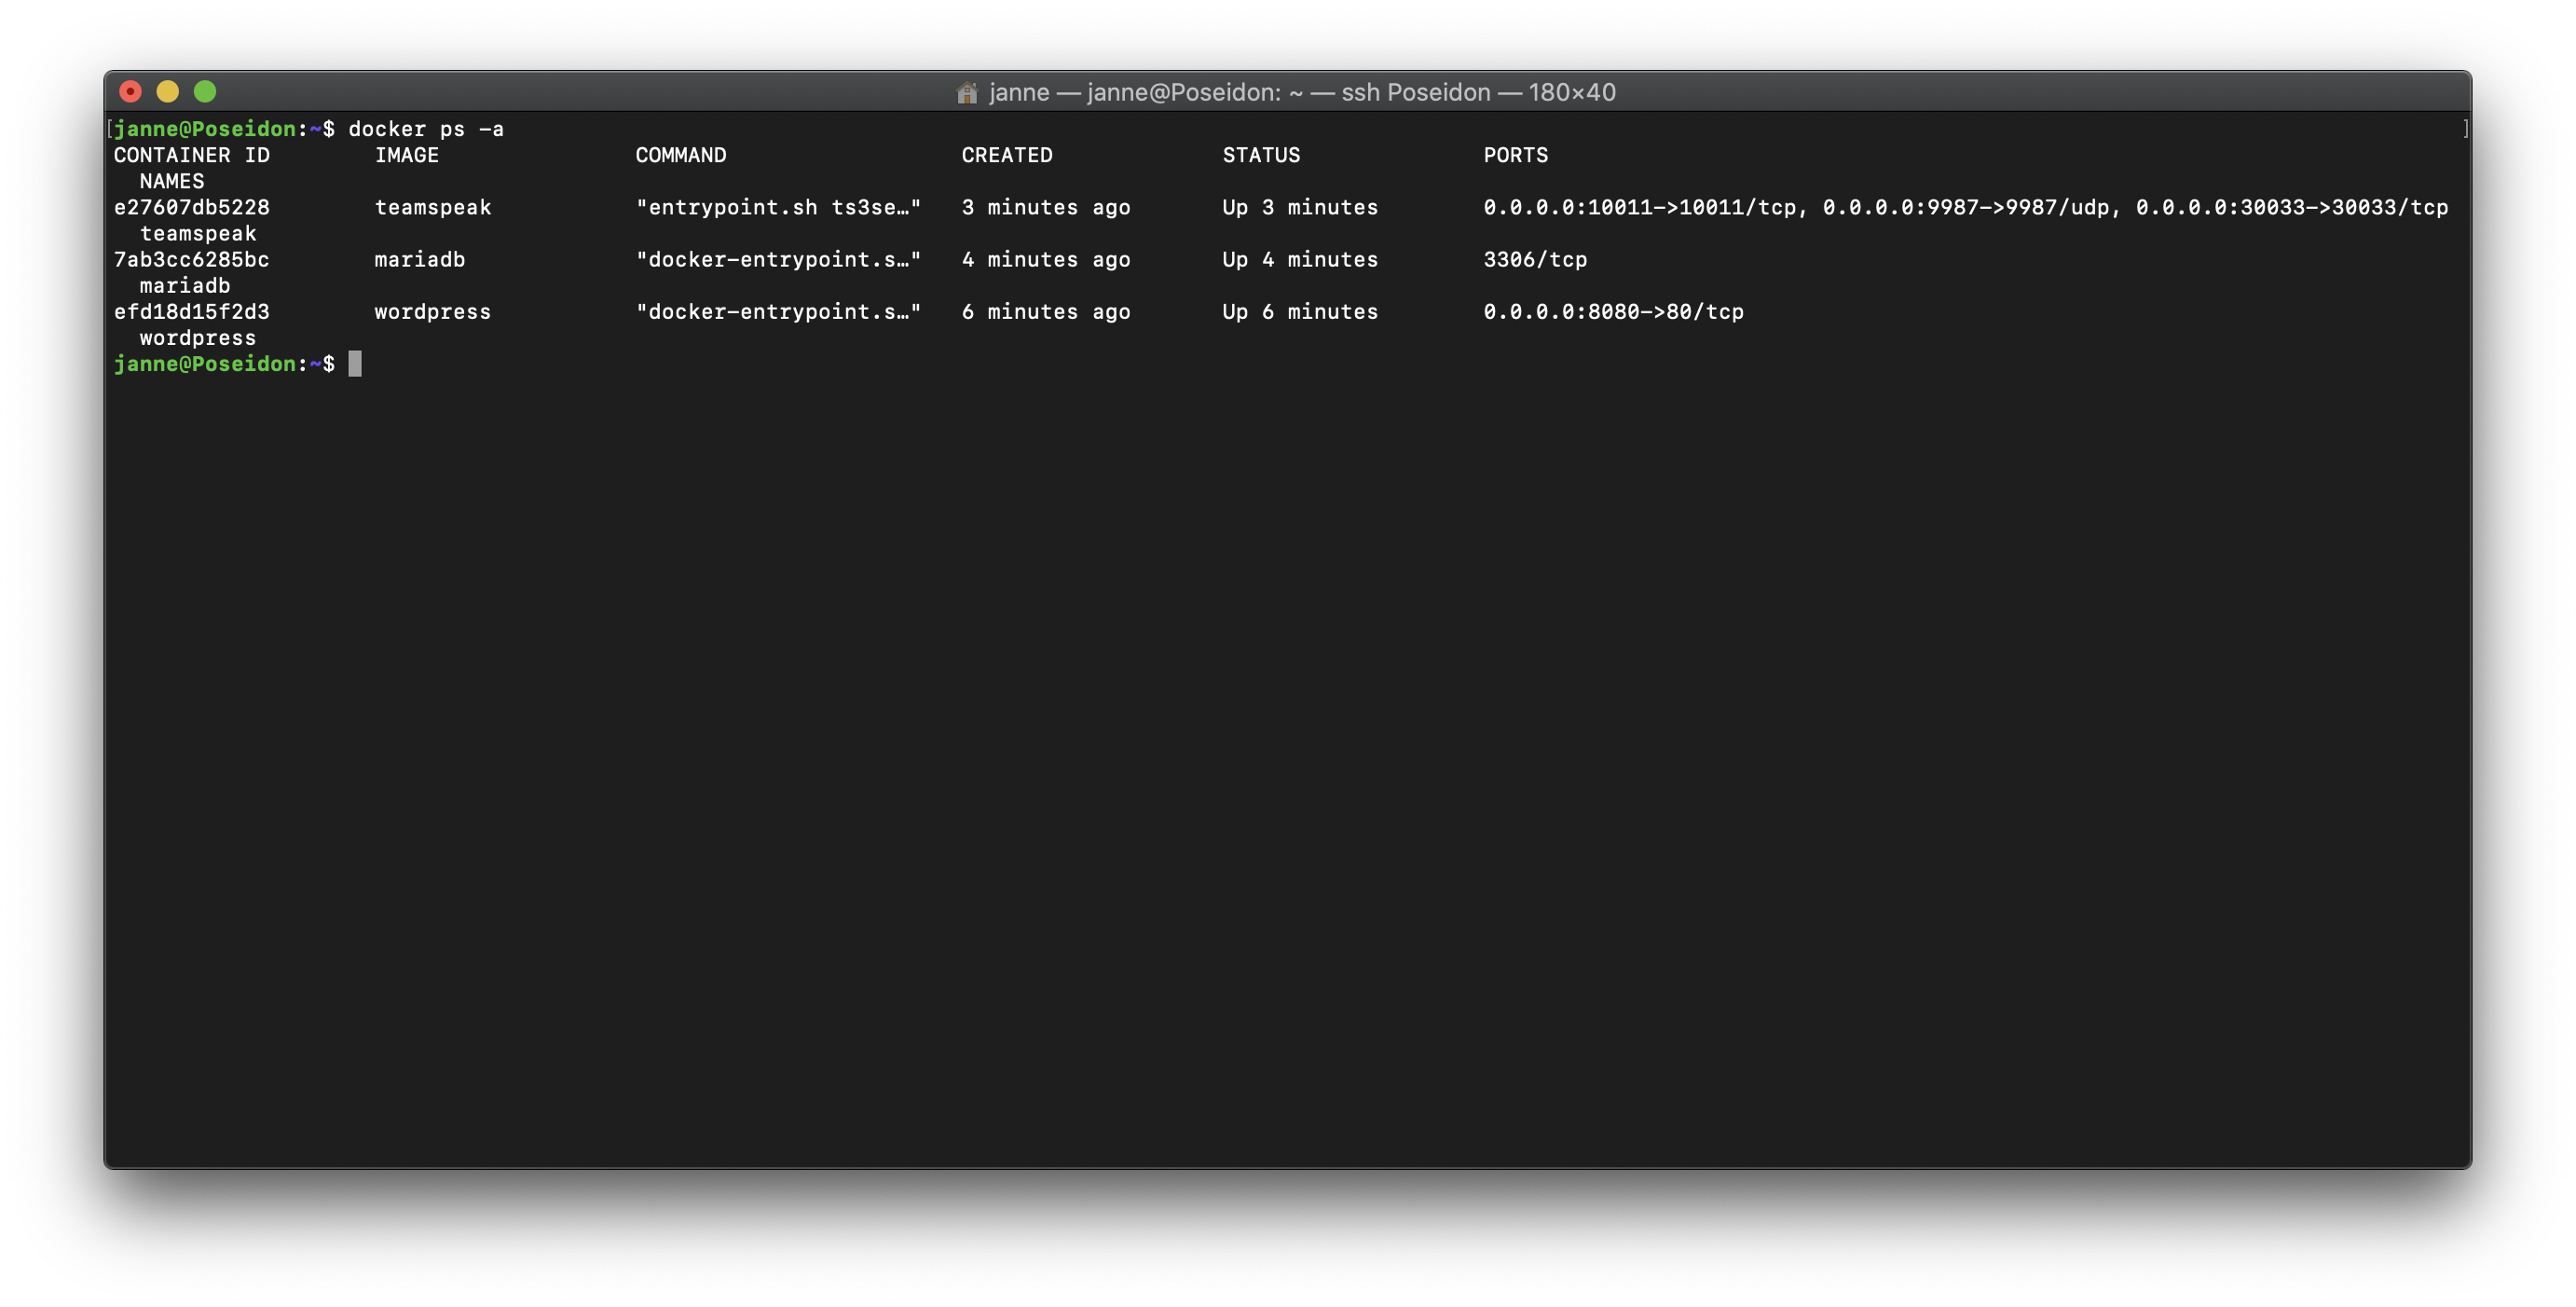 janne — janne@Poseidon: ~ — ssh Poseidon — 180×40
[janne@Poseidon:~$ docker ps -a ]
CONTAINER ID        IMAGE               COMMAND                  CREATED             STATUS              PORTS
  NAMES
e27607db5228        teamspeak           "entrypoint.sh ts3se…"   3 minutes ago       Up 3 minutes        0.0.0.0:10011->10011/tcp, 0.0.0.0:9987->9987/udp, 0.0.0.0:30033->30033/tcp
  teamspeak
7ab3cc6285bc        mariadb             "docker-entrypoint.s…"   4 minutes ago       Up 4 minutes        3306/tcp
  mariadb
efd18d15f2d3        wordpress           "docker-entrypoint.s…"   6 minutes ago       Up 6 minutes        0.0.0.0:8080->80/tcp
  wordpress
janne@Poseidon:~$